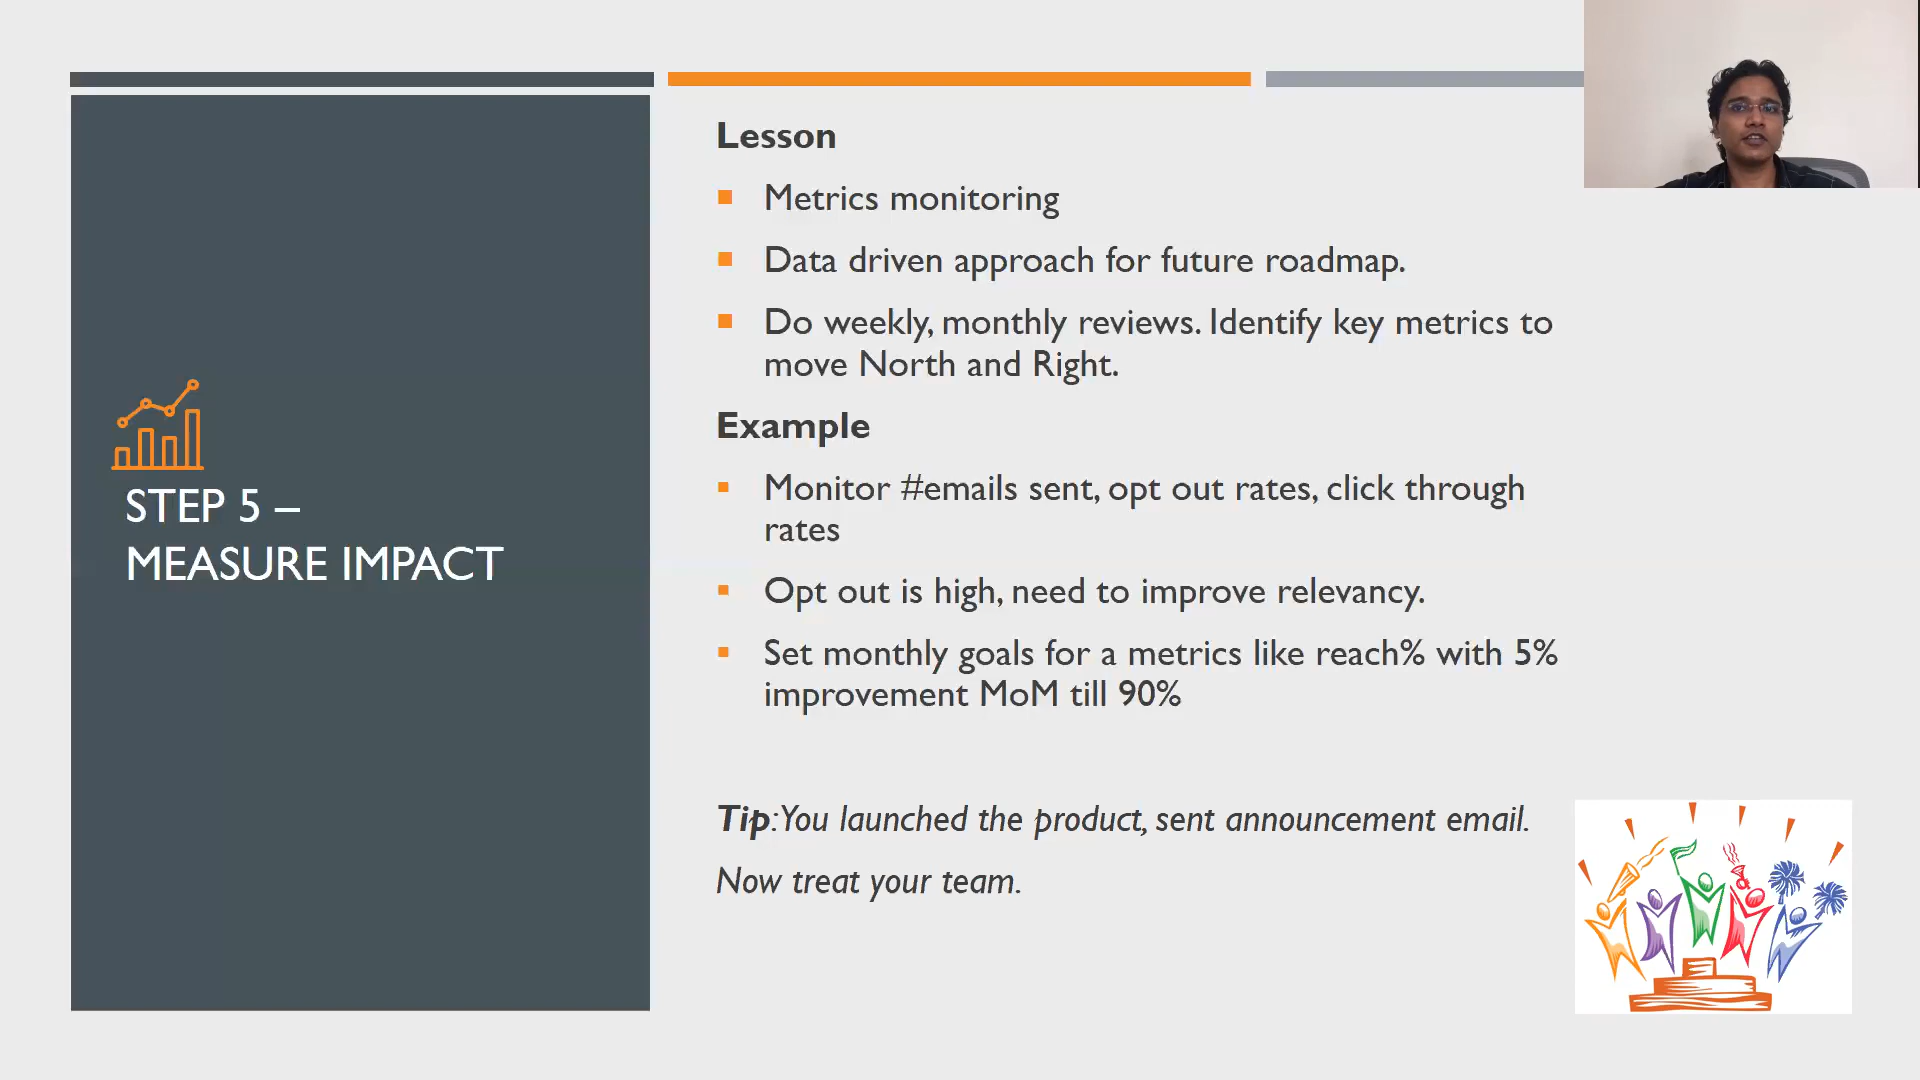 STEP 5 –
MEASURE IMPACT
Lesson
Metrics monitoring
Data driven approach for future roadmap.
Do weekly, monthly reviews. Identify key metrics to
move North and Right.
Example
Monitor #emails sent, opt out rates, click through
rates
Opt out is high, need to improve relevancy.
Set monthly goals for a metrics like reach% with 5%
improvement MoM till 90%
Tip: You launched the product, sent announcement email.
Now treat your team.